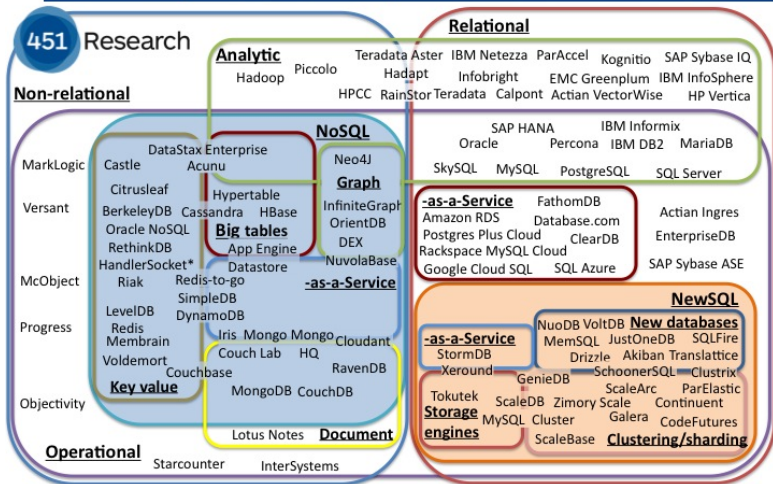 451 Research
Relational
Analytic
Hadoop
Piccolo
Teradata Aster
IBM Netezza
ParAccel
Kognitio
SAP Sybase IQ
Hadapt
Infobright
EMC Greenplum
IBM InfoSphere
HPCC
RainStor
Teradata
Calpont
Actian VectorWise
HP Vertica
Non-relational
NoSQL
SAP HANA
IBM Informix
Oracle
Percona
IBM DB2
MariaDB
SkySQL
MySQL
PostgreSQL
SQL Server
MarkLogic
Versant
McObject
Progress
Objectivity
DataStax Enterprise
Castle
Acunu
Citrusleaf
BerkeleyDB
Oracle NoSQL
RethinkDB
HandlerSocket*
Riak
LevelDB
Redis
Membrain
Voldemort
Key value
Hypertable
Cassandra
HBase
Big tables
App Engine
Datastore
Redis-to-go
SimpleDB
DynamoDB
-as-a-Service
Neo4J
Graph
InfiniteGraph
OrientDB
DEX
NuvolaBase
Iris
Mongo
Mongo
Cloudant
Couch Lab
HQ
Couchbase
RavenDB
MongoDB
CouchDB
Lotus Notes
Document
Operational
Starcounter
InterSystems
-as-a-Service
FathomDB
Amazon RDS
Database.com
Postgres Plus Cloud
ClearDB
Rackspace MySQL Cloud
Google Cloud SQL
SQL Azure
Actian Ingres
EnterpriseDB
SAP Sybase ASE
NewSQL
-as-a-Service
StormDB
Xeround
NuoDB
VoltDB
New databases
MemSQL
JustOneDB
SQLFire
Drizzle
Akiban
Translattice
SchoonerSQL
Clustrix
GenieDB
ScaleArc
ParElastic
Tokutek
ScaleDB
Zimory Scale
Continuent
Storage
engines
MySQL Cluster
Galera
CodeFutures
ScaleBase
Clustering/sharding